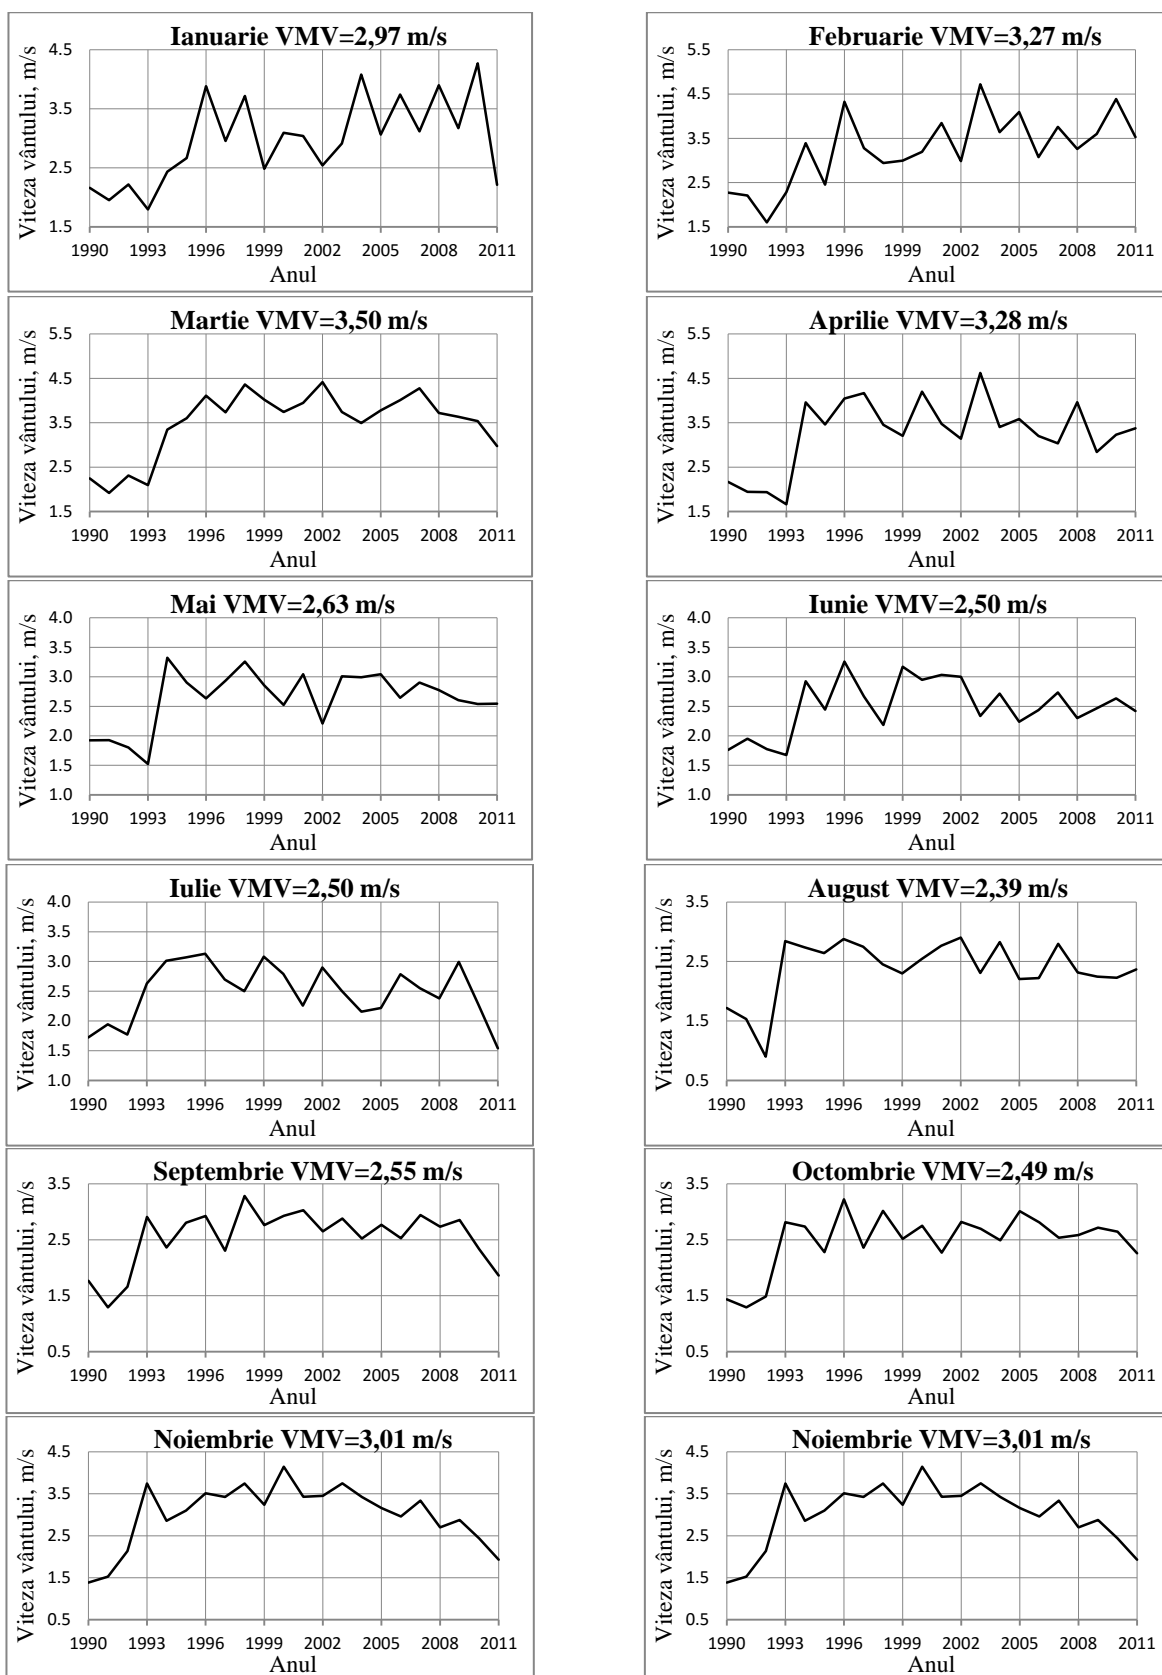 Ianuarie VMV=2,97 m/s
Viteza vântului, m/s
4.5
3.5
2.5
1.5
1990 1993 1996 1999 2002 2005 2008 2011
Anul
Februarie VMV=3,27 m/s
Viteza vântului, m/s
5.5
4.5
3.5
2.5
1.5
1990 1993 1996 1999 2002 2005 2008 2011
Anul
Martie VMV=3,50 m/s
Viteza vântului, m/s
5.5
4.5
3.5
2.5
1.5
1990 1993 1996 1999 2002 2005 2008 2011
Anul
Aprilie VMV=3,28 m/s
Viteza vântului, m/s
5.5
4.5
3.5
2.5
1.5
1990 1993 1996 1999 2002 2005 2008 2011
Anul
Mai VMV=2,63 m/s
Viteza vântului, m/s
4.0
3.5
3.0
2.5
2.0
1.5
1.0
1990 1993 1996 1999 2002 2005 2008 2011
Anul
Iunie VMV=2,50 m/s
Viteza vântului, m/s
4.0
3.5
3.0
2.5
2.0
1.5
1.0
1990 1993 1996 1999 2002 2005 2008 2011
Anul
Iulie VMV=2,50 m/s
Viteza vântului, m/s
4.0
3.5
3.0
2.5
2.0
1.5
1.0
1990 1993 1996 1999 2002 2005 2008 2011
Anul
August VMV=2,39 m/s
Viteza vântului, m/s
3.5
2.5
1.5
0.5
1990 1993 1996 1999 2002 2005 2008 2011
Anul
Septembrie VMV=2,55 m/s
Viteza vântului, m/s
3.5
2.5
1.5
0.5
1990 1993 1996 1999 2002 2005 2008 2011
Anul
Octombrie VMV=2,49 m/s
Viteza vântului, m/s
3.5
2.5
1.5
0.5
1990 1993 1996 1999 2002 2005 2008 2011
Anul
Noiembrie VMV=3,01 m/s
Viteza vântului, m/s
4.5
3.5
2.5
1.5
0.5
1990 1993 1996 1999 2002 2005 2008 2011
Anul
Noiembrie VMV=3,01 m/s
Viteza vântului, m/s
4.5
3.5
2.5
1.5
0.5
1990 1993 1996 1999 2002 2005 2008 2011
Anul